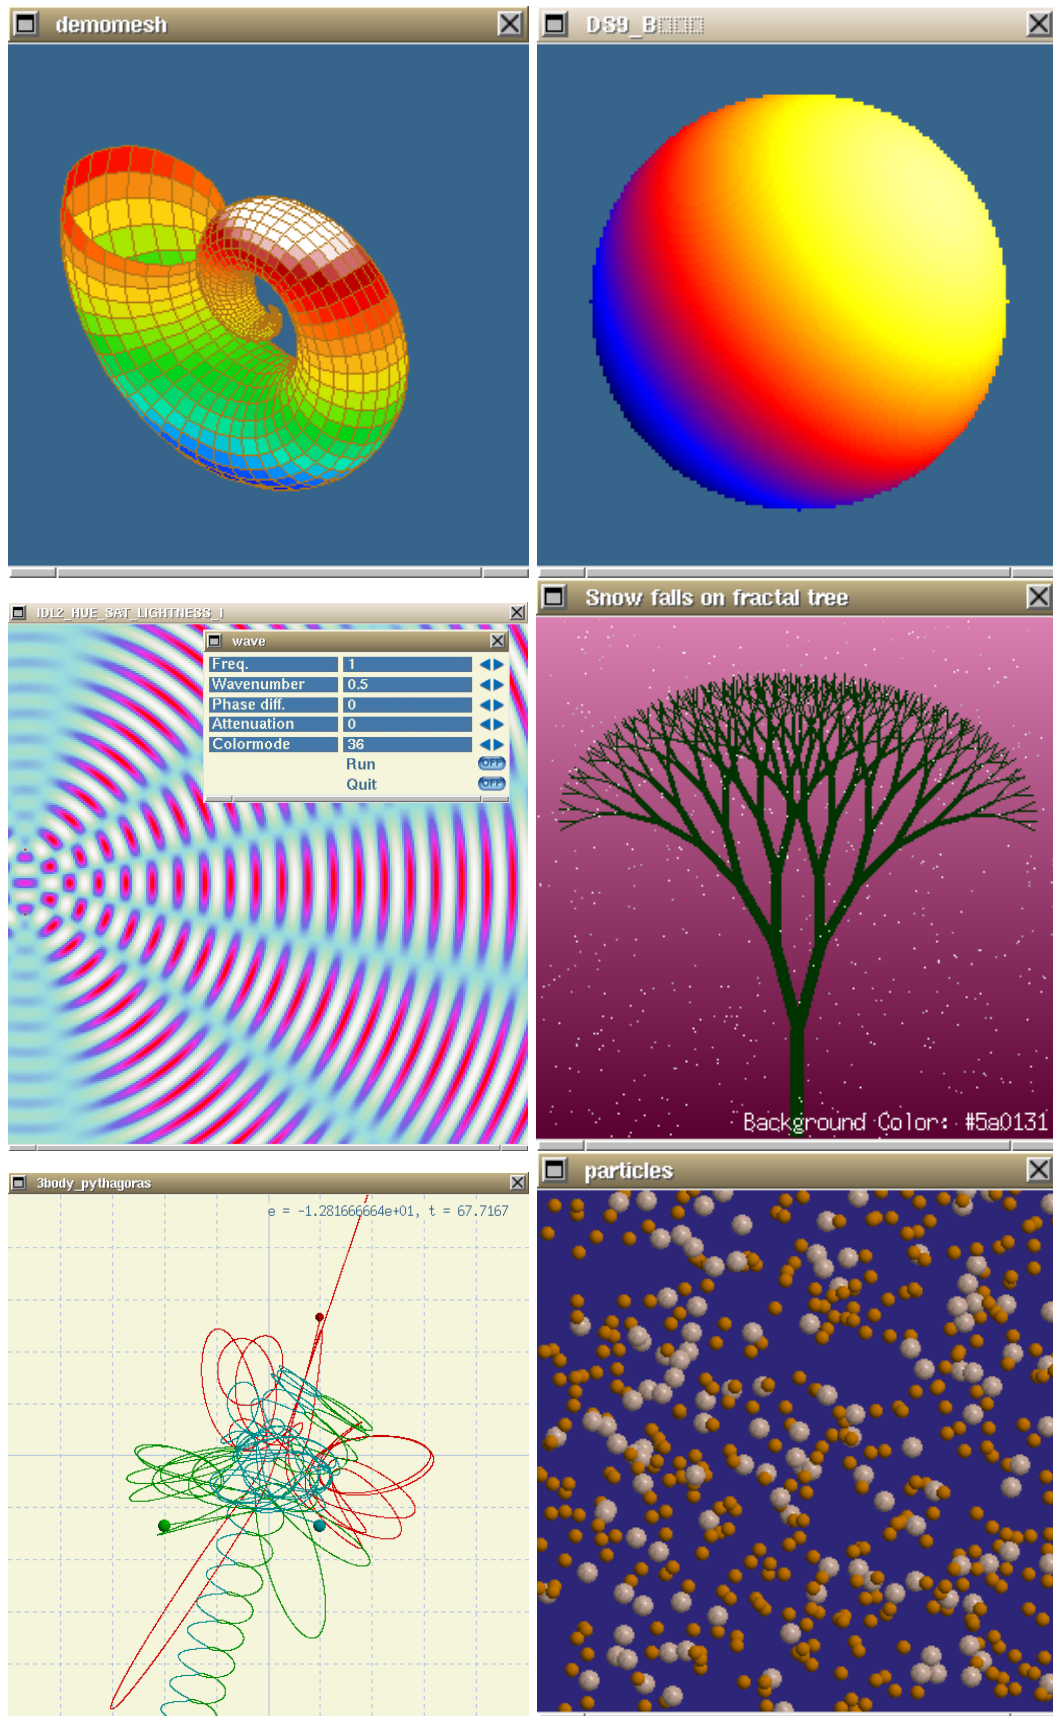 demomesh
DS9_B
IDL2_HUE_SAT_LIGHTNESS_1
wave
Freq. 1
Wavenumber 0.5
Phase diff. 0
Attenuation 0
Colormode 36
Run OFF
Quit OFF
Snow falls on fractal tree
Background Color: #5a0131
3body_pythagoras
e = -1.281666664e+01, t = 67.7167
particles